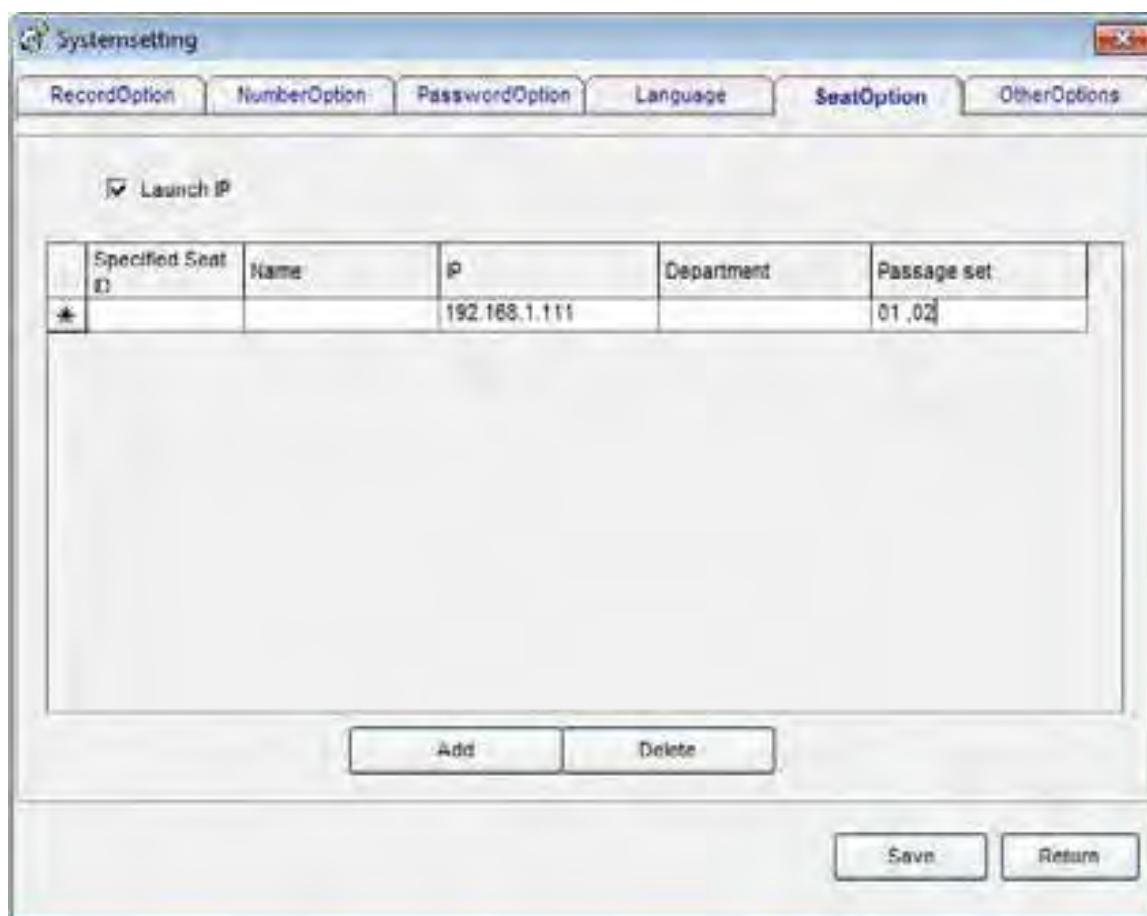 Systemsetting
RecordOption NumberOption PasswordOption Language SeatOption OtherOptions
Launch IP
Specified Seat ID Name IP Department Passage set
192.168.1.111 01 ,02
Add Delete
Save Return